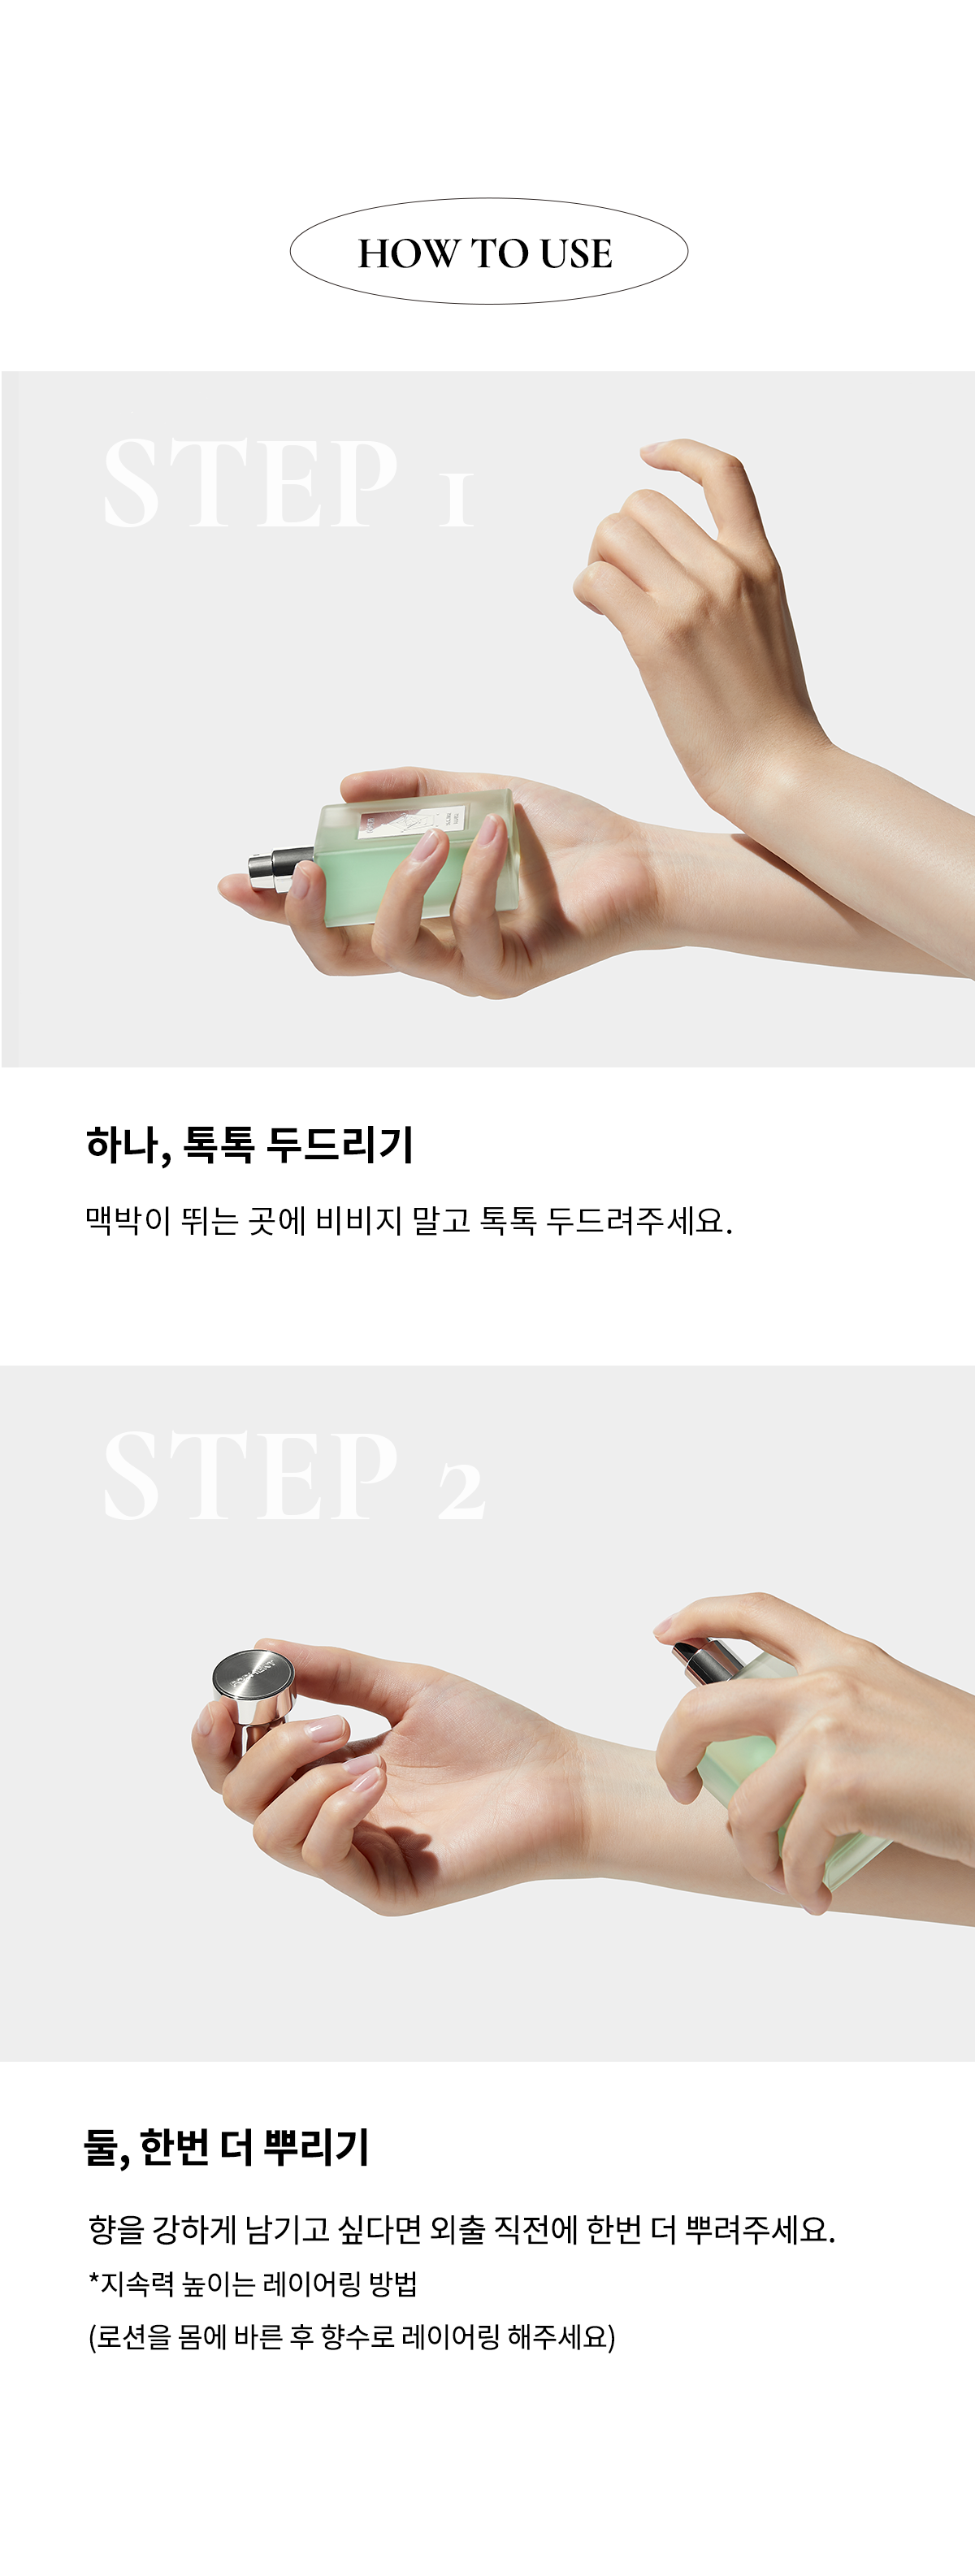 HOW TO USE
STEP 1
하나, 톡톡 두드리기
맥박이 뛰는 곳에 비비지 말고 톡톡 두드려주세요.
STEP 2
둘, 한번 더 뿌리기
향을 강하게 남기고 싶다면 외출 직전에 한번 더 뿌려주세요.
*지속력 높이는 레이어링 방법
(로션을 몸에 바른 후 향수로 레이어링 해주세요)